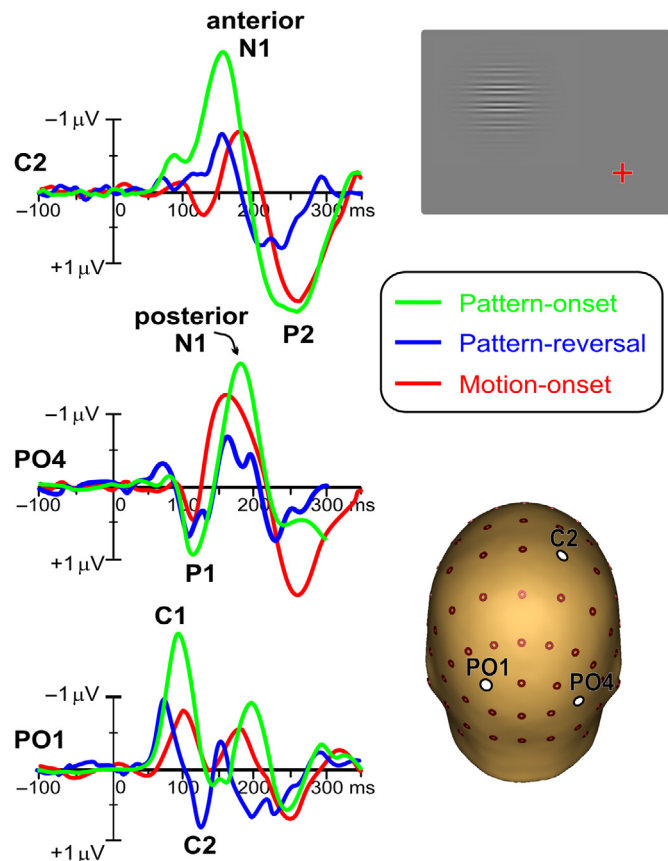 anterior
N1
−1 µV
C2
−100
0
100
200
300 ms
+1 µV
P2
posterior
N1
−1 µV
PO4
−100
0
100
200
300 ms
+1 µV
P1
C1
−1 µV
PO1
−100
0
100
200
300 ms
C2
+1 µV
Pattern-onset
Pattern-reversal
Motion-onset
C2
PO1
PO4